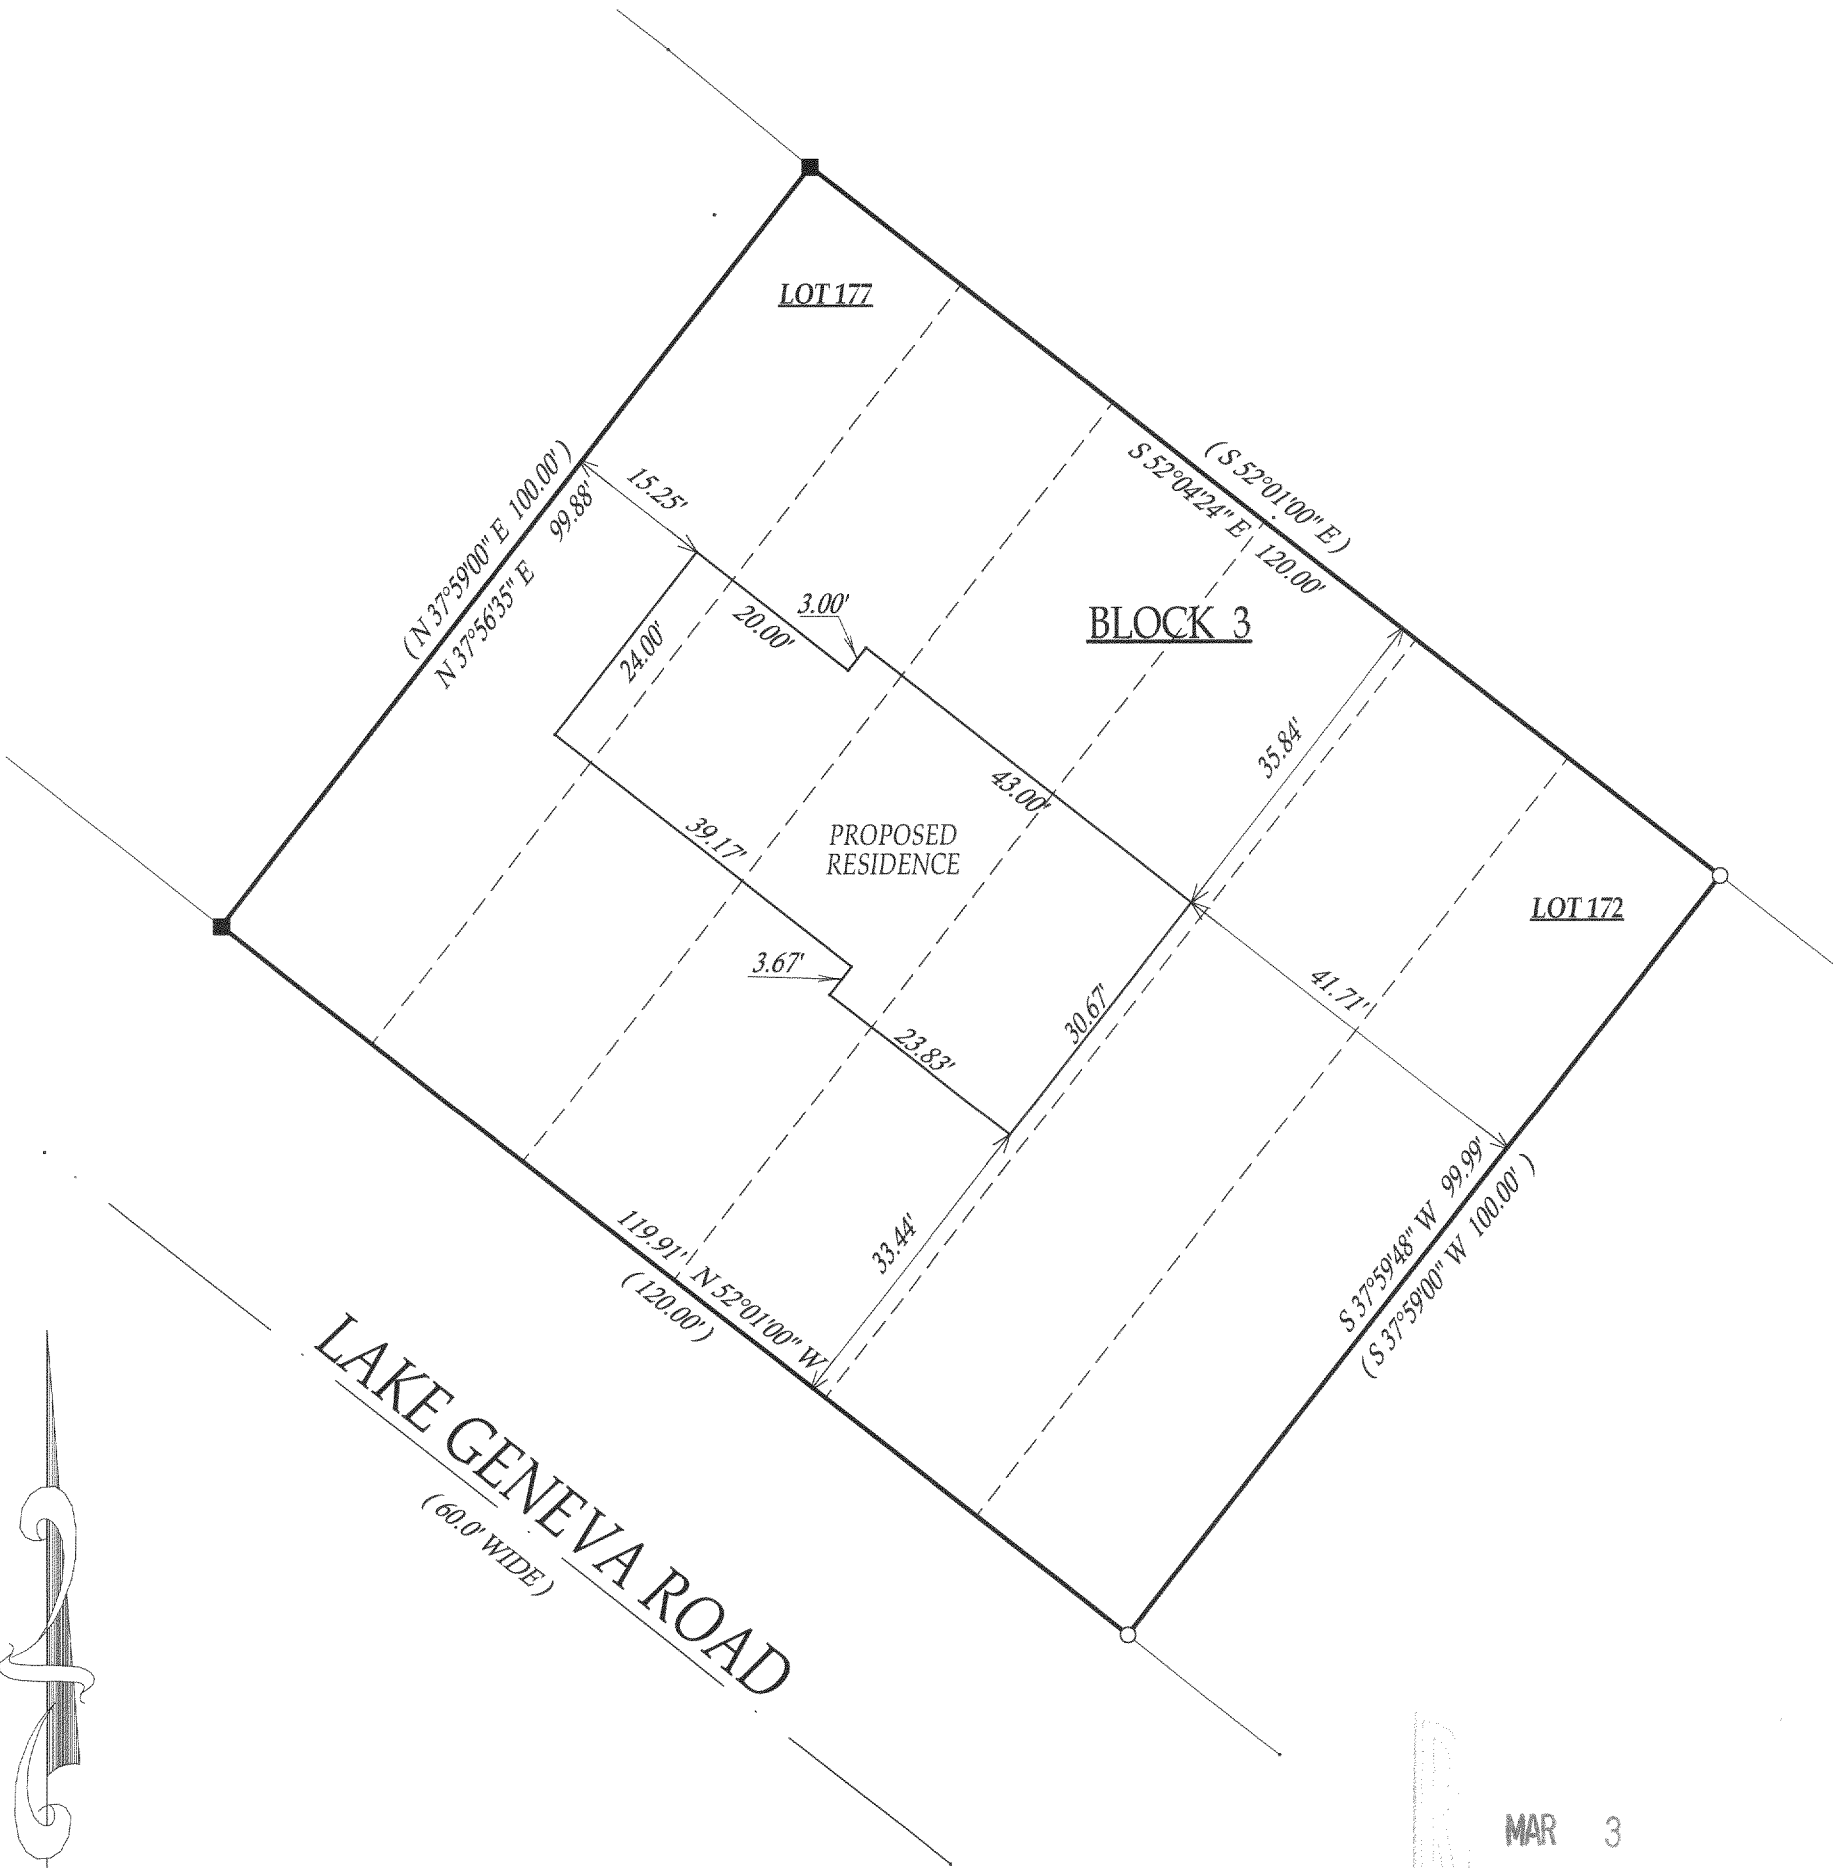 LOT 177
( N 37°59'00" E 100.00' )
N 37°56'35" E 99.88'
15.25'
( S 52°01'00" E )
S 52°04'24" E 120.00'
3.00'
20.00'
24.00'
BLOCK 3
35.84'
43.00'
39.17'
PROPOSED
RESIDENCE
LOT 172
3.67'
41.71'
30.67'
23.83'
S 37°59'48" W 99.99'
( S 37°59'00" W 100.00' )
33.44'
119.91' N 52°01'00" W
( 120.00' )
LAKE GENEVA ROAD
( 60.0' WIDE )
MAR 3